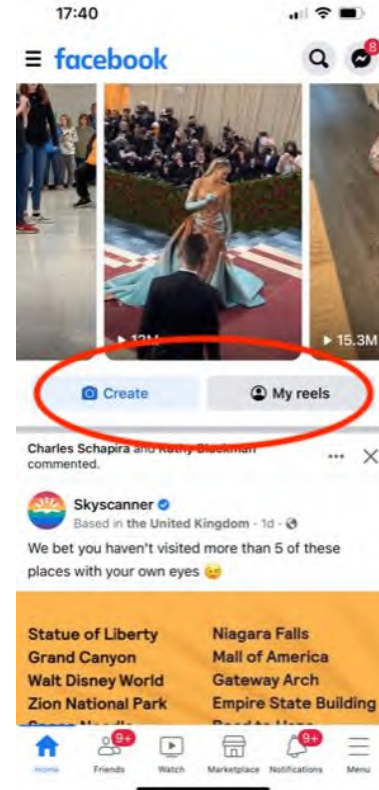 17:40
facebook
8
12M
15.3M
Create
My reels
Charles Schapira and Kathy Blackman
commented.
Skyscanner
Based in the United Kingdom · 1d ·
We bet you haven't visited more than 5 of these
places with your own eyes 😉
Statue of Liberty
Grand Canyon
Walt Disney World
Zion National Park
Niagara Falls
Mall of America
Gateway Arch
Empire State Building
9+
9+
Home
Friends
Watch
Marketplace
Notifications
Menu